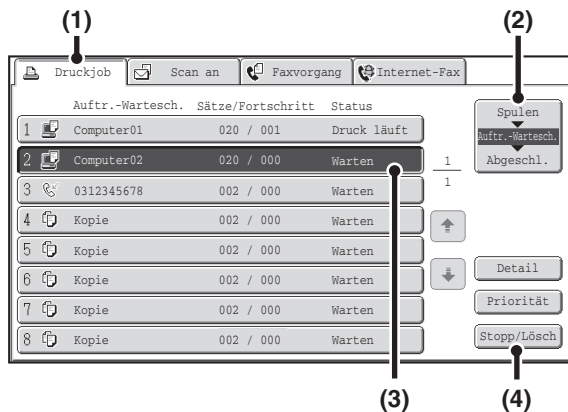 (1) (2)
Druckjob Scan an Faxvorgang Internet-Fax
Auftr.-Wartesch. Sätze/Fortschritt Status
1 Computer01 020 / 001 Druck läuft
2 Computer02 020 / 000 Warten
3 0312345678 002 / 000 Warten
4 Kopie 002 / 000 Warten
5 Kopie 002 / 000 Warten
6 Kopie 002 / 000 Warten
7 Kopie 002 / 000 Warten
8 Kopie 002 / 000 Warten
1
1
Spulen
Auftr.-Wartesch.
Abgeschl.
Detail
Priorität
Stopp/Lösch
(3) (4)